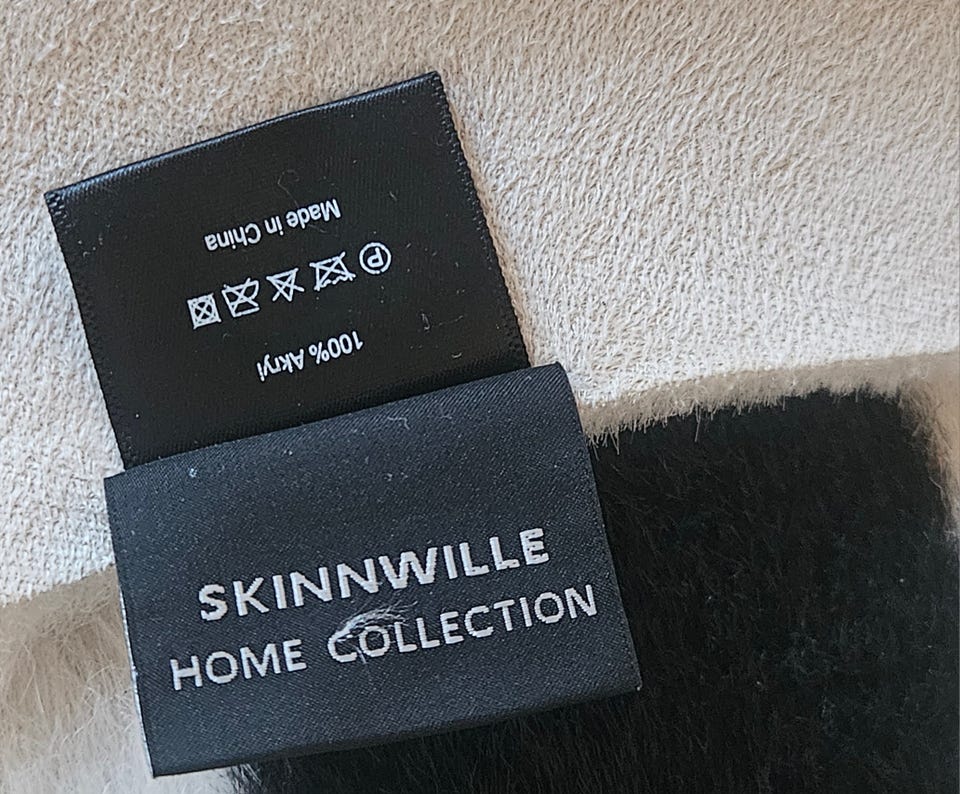 100% Akryl
Ⓟ
Made in China
SKINNWILLE
HOME COLLECTION